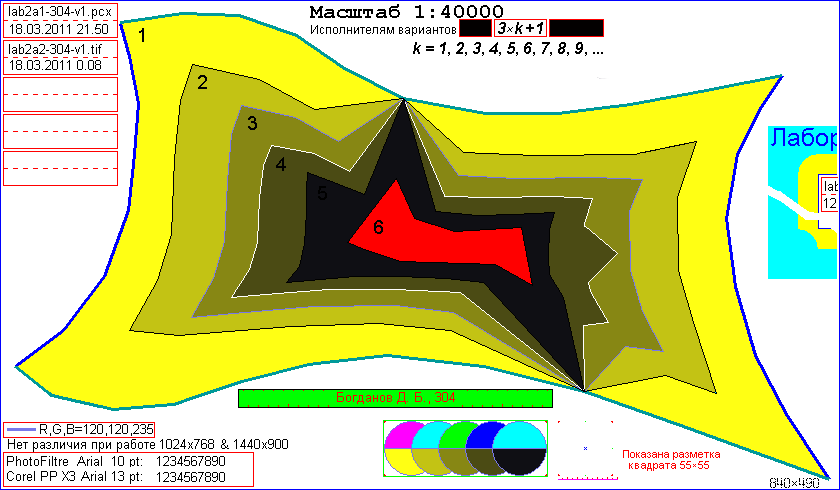 lab2a1-304-v1.pcx
18.03.2011 21.50
lab2a2-304-v1.tif
18.03.2011 0.08
Масштаб 1:40000
Исполнителям вариантов 3×k+1
k = 1, 2, 3, 4, 5, 6, 7, 8, 9, ...
1
2
3
4
5
6
Лабор
lab
12
Богданов Д. Б., 304
R,G,B=120,120,235
Нет различия при работе 1024x768 & 1440x900
PhotoFiltre Arial 10 pt: 1234567890
Corel PP X3 Arial 13 pt: 1234567890
Показана разметка
квадрата 55×55
840×490